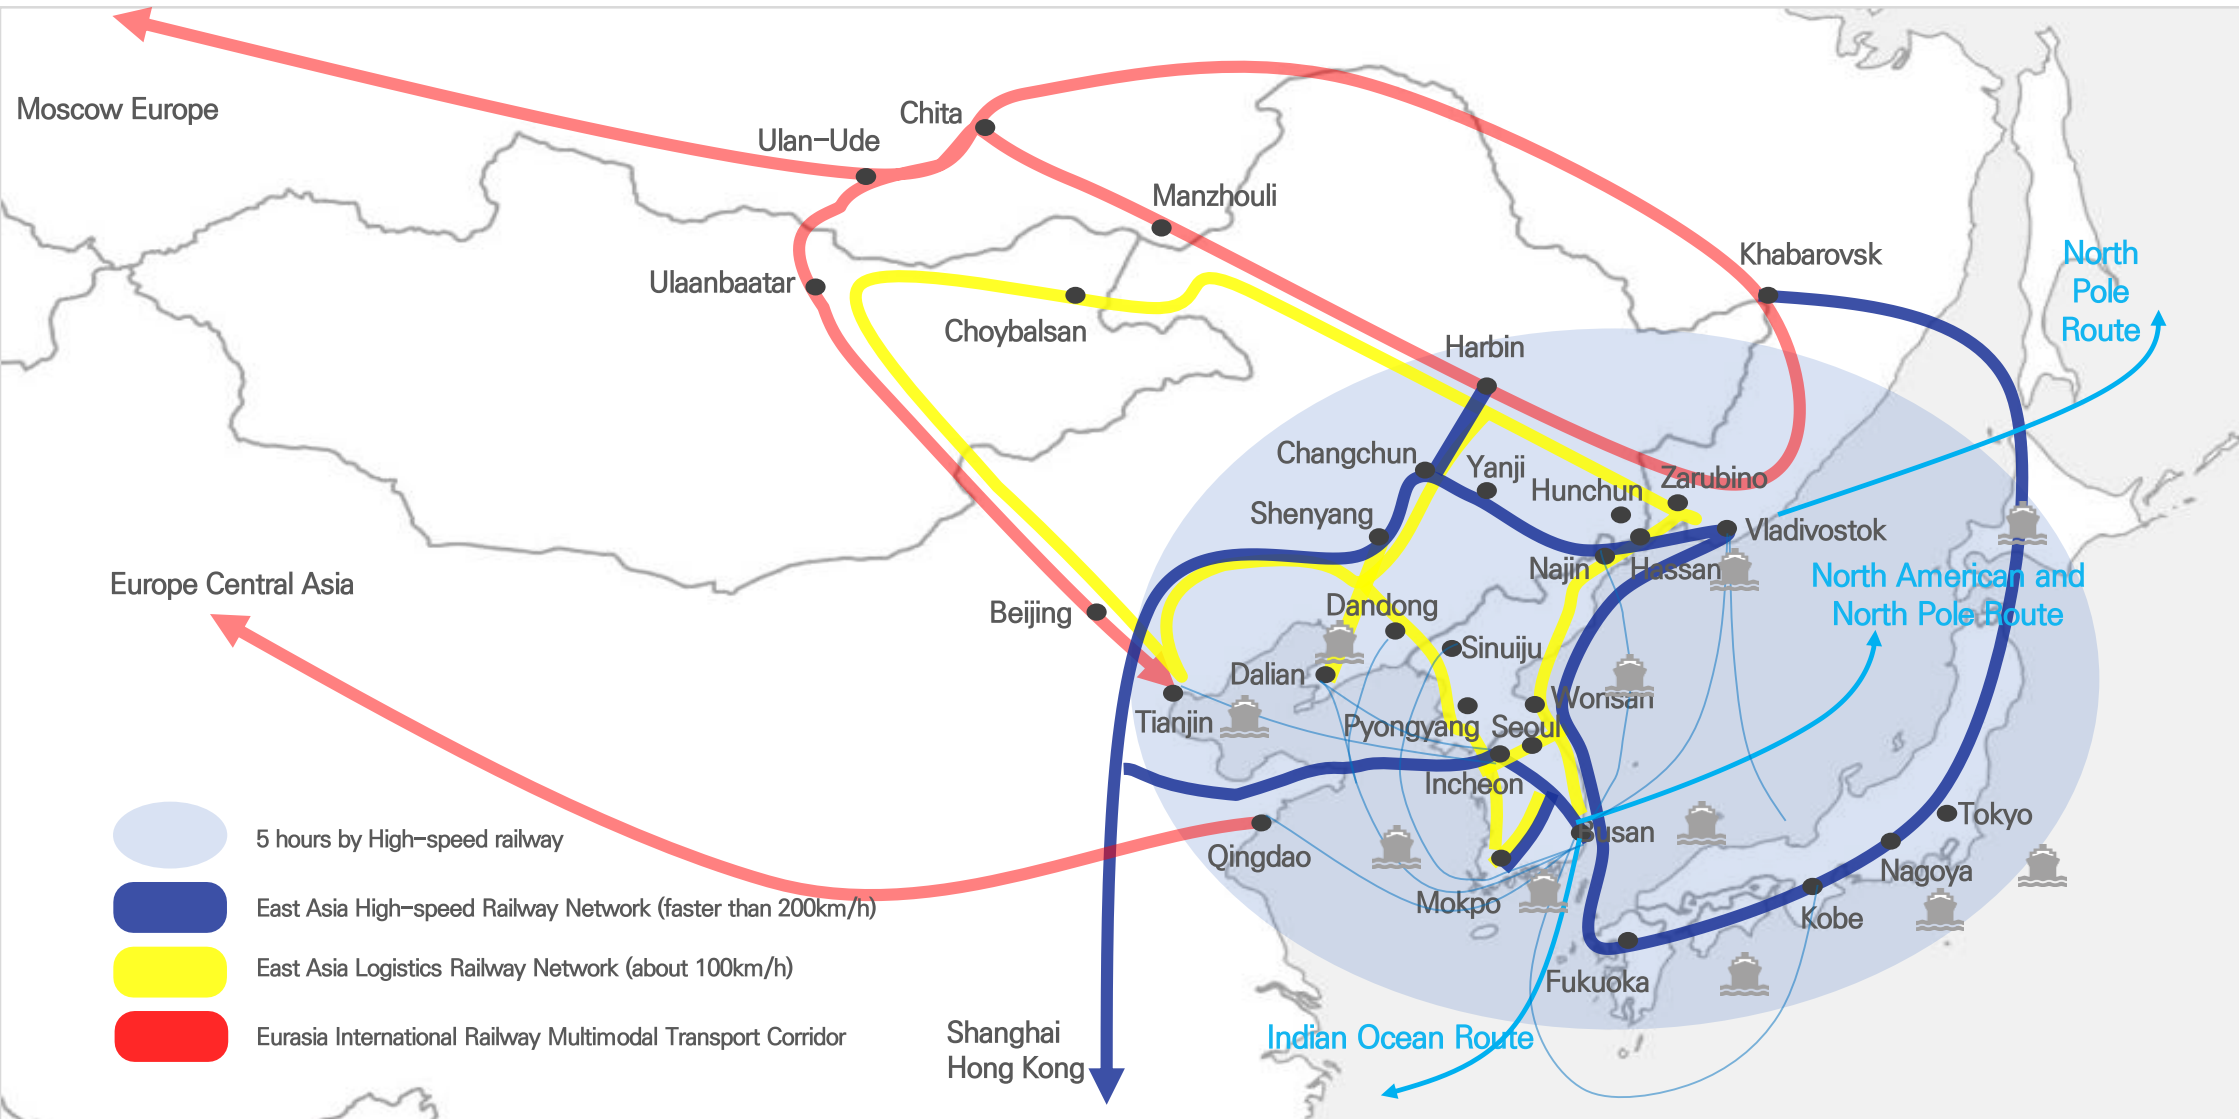 Moscow Europe
Chita
Ulan-Ude
Manzhouli
Khabarovsk
North
Pole
Route
Ulaanbaatar
Choybalsan
Harbin
Changchun
Yanji
Hunchun
Zarubino
Shenyang
Vladivostok
Najin
Hassan
North American and
North Pole Route
Europe Central Asia
Beijing
Dandong
Sinuiju
Dalian
Tianjin
Pyongyang
Wonsan
Seoul
Incheon
Busan
Tokyo
Qingdao
Nagoya
Mokpo
Kobe
Fukuoka
5 hours by High-speed railway
East Asia High-speed Railway Network (faster than 200km/h)
East Asia Logistics Railway Network (about 100km/h)
Eurasia International Railway Multimodal Transport Corridor
Shanghai
Hong Kong
Indian Ocean Route